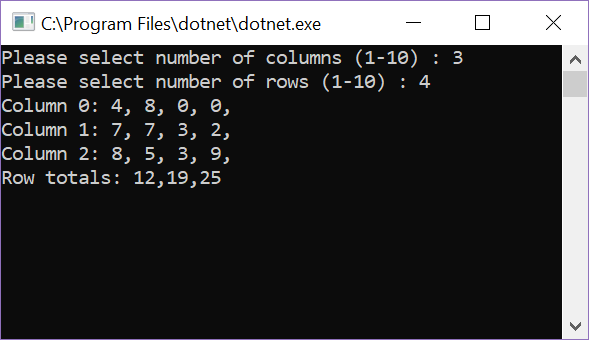 C:\Program Files\dotnet\dotnet.exe
Please select number of columns (1-10) : 3
Please select number of rows (1-10) : 4
Column 0: 4, 8, 0, 0,
Column 1: 7, 7, 3, 2,
Column 2: 8, 5, 3, 9,
Row totals: 12,19,25